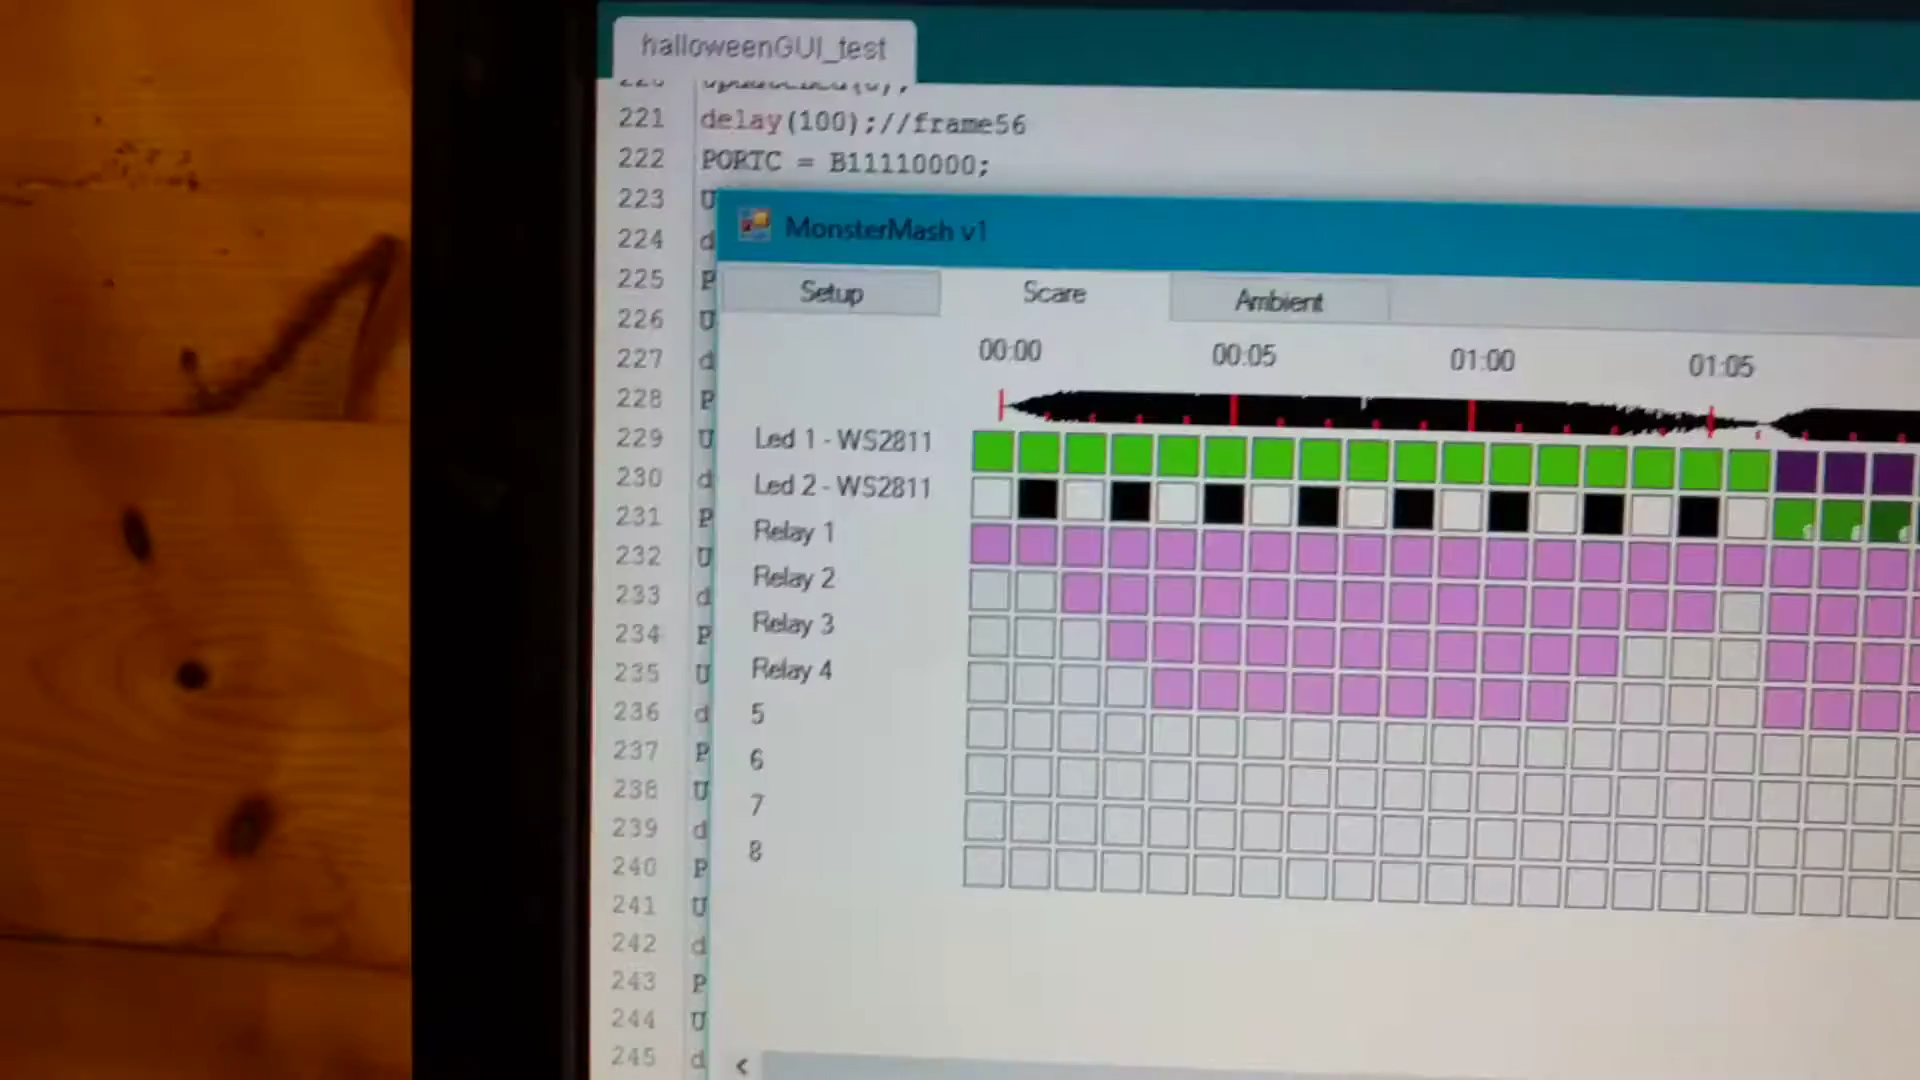 halloweenGUI_test
221 delay(100);//frame56
222 PORTC = B11110000;
223 U
224 d
225 P
226 U
227 d
228 P
229 U
230 d
231 P
232 U
233 d
234 P
235 U
236 d
237 P
238 U
239 d
240 P
241 U
242 d
243 P
244 U
245 d
MonsterMash v1
Setup Scare Ambient
00:00 00:05 01:00 01:05
Led 1 - WS2811
Led 2 - WS2811
Relay 1
Relay 2
Relay 3
Relay 4
5
6
7
8
<